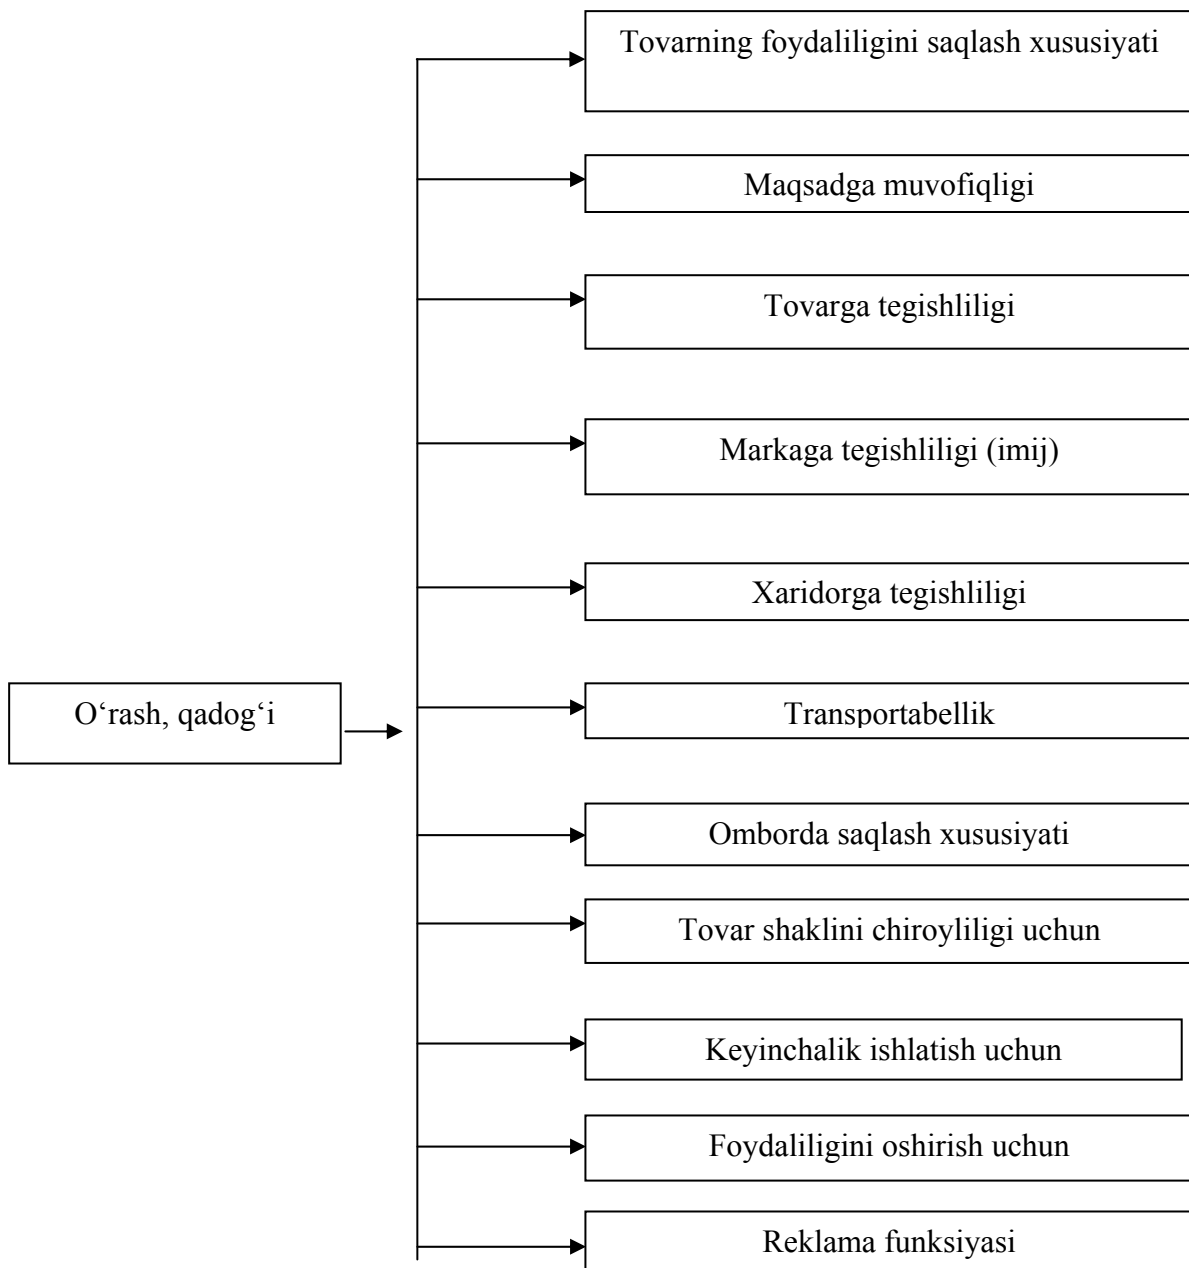 Tovarning foydaliligini saqlash xususiyati
Maqsadga muvofiqligi
Tovarga tegishliligi
Markaga tegishliligi (imij)
Xaridorga tegishliligi
O‘rash, qadog‘i
Transportabellik
Omborda saqlash xususiyati
Tovar shaklini chiroyliligi uchun
Keyinchalik ishlatish uchun
Foydaliligini oshirish uchun
Reklama funksiyasi